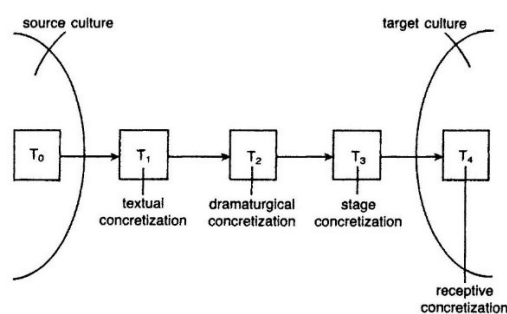 source culture
target culture
T₀
T₁
T₂
T₃
T₄
textual
concretization
dramaturgical
concretization
stage
concretization
receptive
concretization